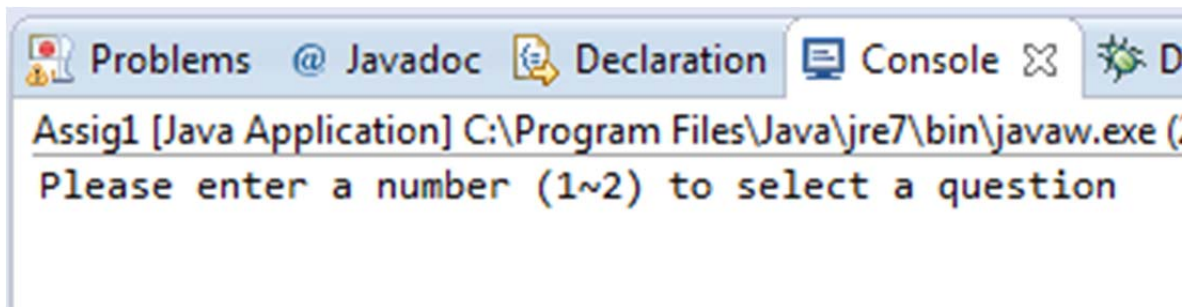 Problems @ Javadoc Declaration Console D
Assig1 [Java Application] C:\Program Files\Java\jre7\bin\javaw.exe (
Please enter a number (1~2) to select a question